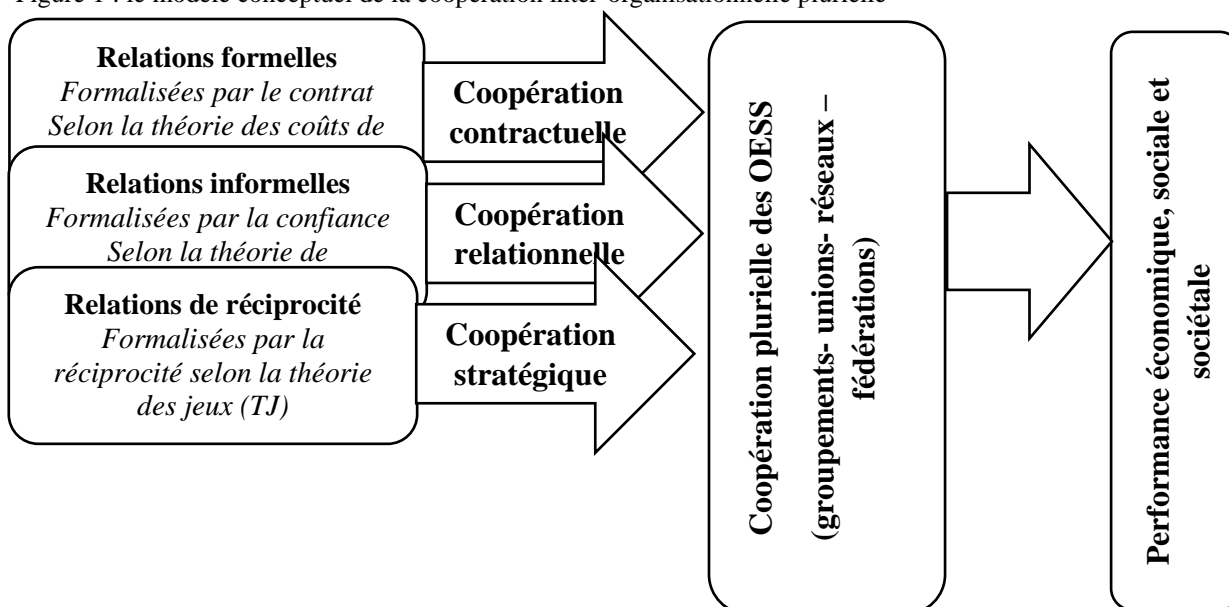 Figure 1 : le modèle conceptuel de la coopération inter-organisationnelle plurielle
Relations formelles
Formalisées par le contrat
Selon la théorie des coûts de
Coopération
contractuelle
Relations informelles
Formalisées par la confiance
Selon la théorie de
Coopération
relationnelle
Relations de réciprocité
Formalisées par la
réciprocité selon la théorie
des jeux (TJ)
Coopération
stratégique
Coopération plurielle des OESS
(groupements- unions- réseaux –
fédérations)
Performance économique, sociale et
sociétale